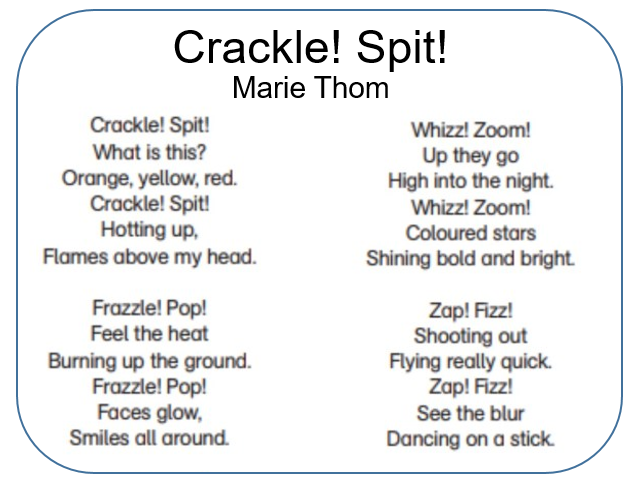 Crackle! Spit!
Marie Thom
Crackle! Spit!
What is this?
Orange, yellow, red.
Crackle! Spit!
Hotting up,
Flames above my head.
Frazzle! Pop!
Feel the heat
Burning up the ground.
Frazzle! Pop!
Faces glow,
Smiles all around.
Whizz! Zoom!
Up they go
High into the night.
Whizz! Zoom!
Coloured stars
Shining bold and bright.
Zap! Fizz!
Shooting out
Flying really quick.
Zap! Fizz!
See the blur
Dancing on a stick.